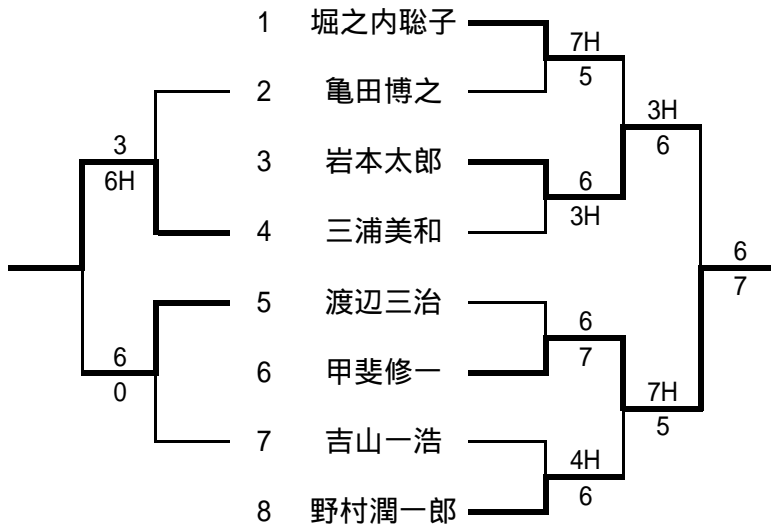 1 堀之内聡子
7H
5
2 亀田博之
3H
6
3
6H
3 岩本太郎
6
3H
4 三浦美和
6
7
5 渡辺三治
6
7
6
0
6 甲斐修一
7H
5
7 吉山一浩
4H
6
8 野村潤一郎